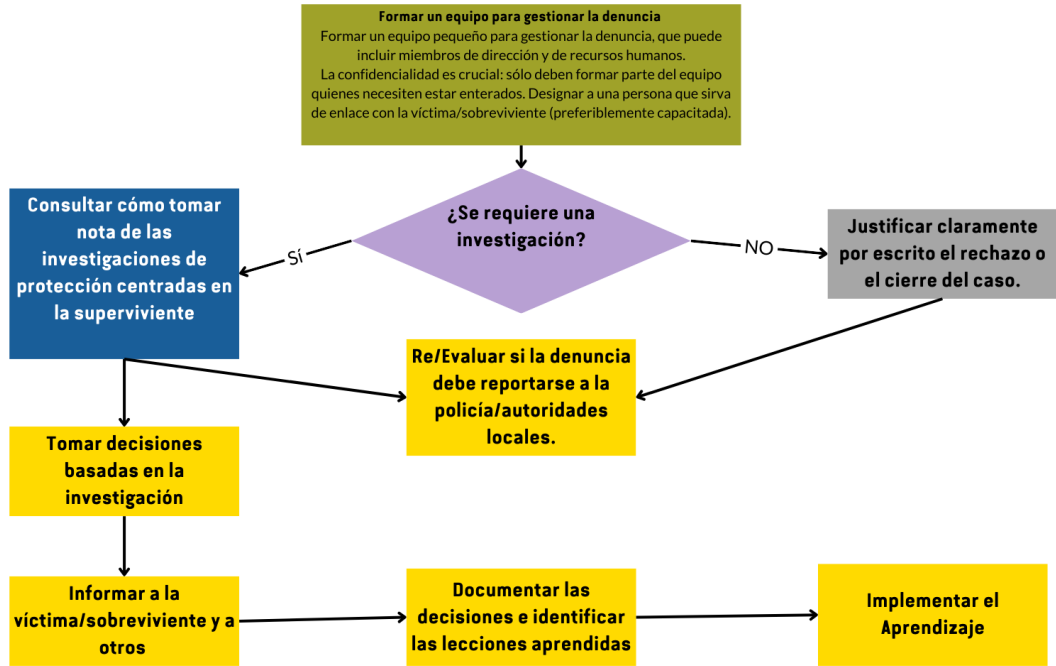 Formar un equipo para gestionar la denuncia
Formar un equipo pequeño para gestionar la denuncia, que puede
incluir miembros de dirección y de recursos humanos.
La confidencialidad es crucial: sólo deben formar parte del equipo
quienes necesiten estar enterados. Designar a una persona que sirva
de enlace con la víctima/sobreviviente (preferiblemente capacitada).
¿Se requiere una
investigación?
Sí
NO
Consultar cómo tomar
nota de las
investigaciones de
protección centradas en
la superviviente
Justificar claramente
por escrito el rechazo o
el cierre del caso.
Re/Evaluar si la denuncia
debe reportarse a la
policía/autoridades
locales.
Tomar decisiones
basadas en la
investigación
Informar a la
víctima/sobreviviente y a
otros
Documentar las
decisiones e identificar
las lecciones aprendidas
Implementar el
Aprendizaje